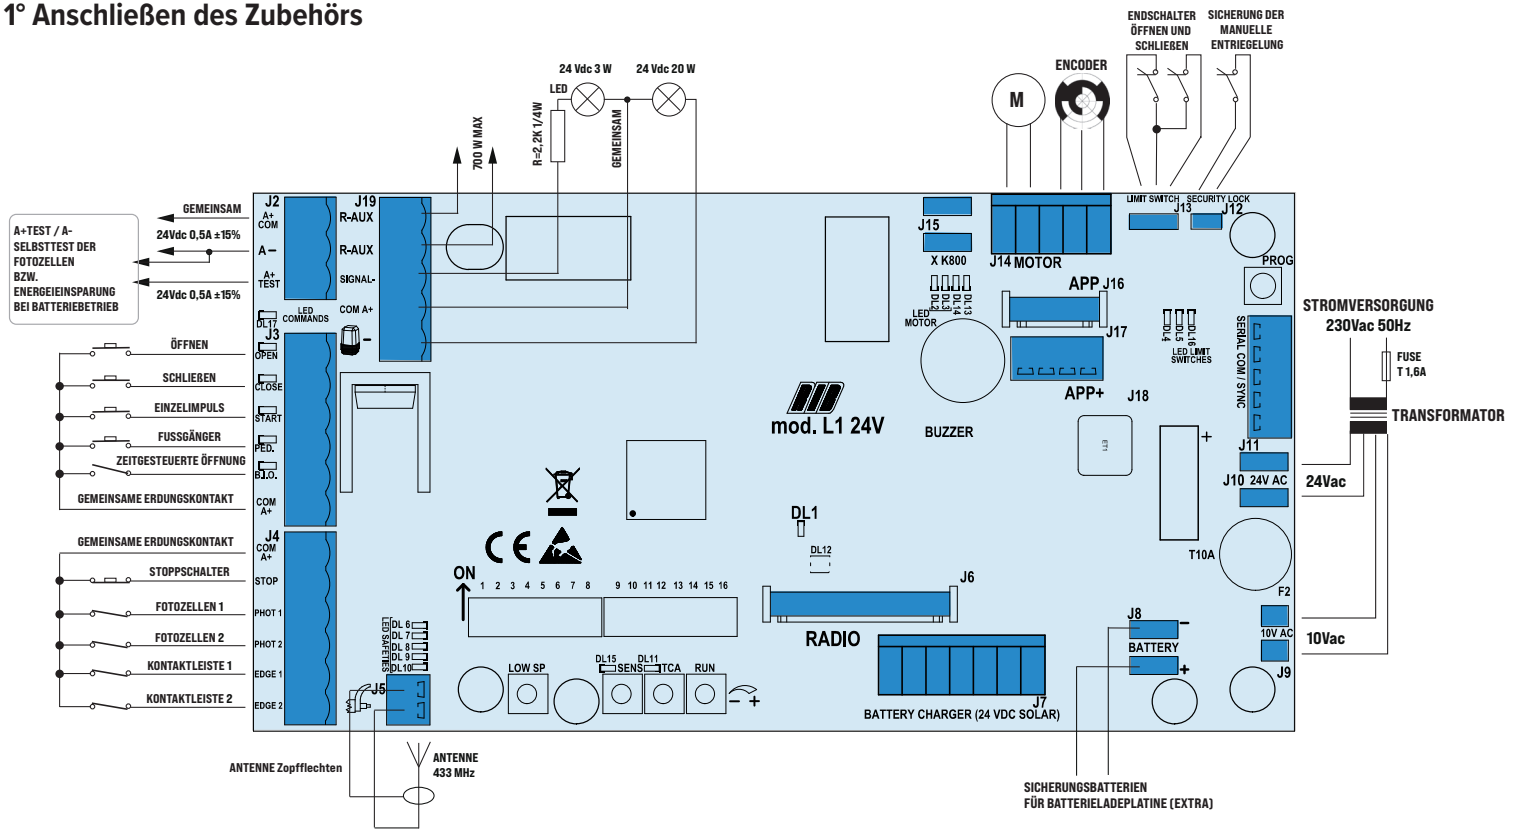 1° Anschließen des Zubehörs
ENDSCHALTER
ÖFFNEN UND
SCHLIEßEN
SICHERUNG DER
MANUELLE
ENTRIEGELUNG
24 Vdc 3 W
24 Vdc 20 W
LED
ENCODER
M
R=2,2K 1/4W
GEMEINSAM
700 W MAX
A+TEST / A-
SELBSTTEST DER
FOTOZELLEN
BZW.
ENERGIEEINSPARUNG
BEI BATTERIEBETRIEB
GEMEINSAM
24Vdc 0,5A ±15%
24Vdc 0,5A ±15%
J2
A+
COM
A-
A+
TEST
J19
R-AUX
R-AUX
SIGNAL-
COM A+
-
LED
COMMANDS
DL17
J3
OPEN
CLOSE
START
PED.
B.I.O.
COM
A+
ÖFFNEN
SCHLIEßEN
EINZELIMPULS
FUSSGÄNGER
ZEITGESTEUERTE ÖFFNUNG
GEMEINSAME ERDUNGSKONTAKT
GEMEINSAME ERDUNGSKONTAKT
STOPPSCHALTER
FOTOZELLEN 1
FOTOZELLEN 2
KONTAKTLEISTE 1
KONTAKTLEISTE 2
J4
COM
A+
STOP
PHOT 1
PHOT 2
EDGE 1
EDGE 2
LED SAFETIES
DL 6
DL 7
DL 8
DL 9
DL10
J5
ANTENNE Zopfflechten
ANTENNE
433 MHz
ON
1 2 3 4 5 6 7 8
9 10 11 12 13 14 15 16
LOW SP
DL15
SENS
DL11
TCA
RUN
- +
J15
X K800
J14
MOTOR
DL2
DL3
DL14
DL13
LED
MOTOR
APP
J16
J17
APP+
BUZZER
mod. L1 24V
J18
ET1
LIMIT SWITCH
J13
SECURITY LOCK
J12
PROG
DL4
DL5
DL16
LED LIMIT
SWITCHES
SERIAL COM / SYNC
STROMVERSORGUNG
230Vac 50Hz
FUSE
T 1,6A
TRANSFORMATOR
+
J11
J10
24V AC
24Vac
T10A
F2
10V AC
10Vac
J9
DL1
DL12
J6
RADIO
J7
BATTERY CHARGER (24 VDC SOLAR)
J8
-
BATTERY
+
SICHERUNGSBATTERIEN
FÜR BATTERIELADEPLATINE (EXTRA)